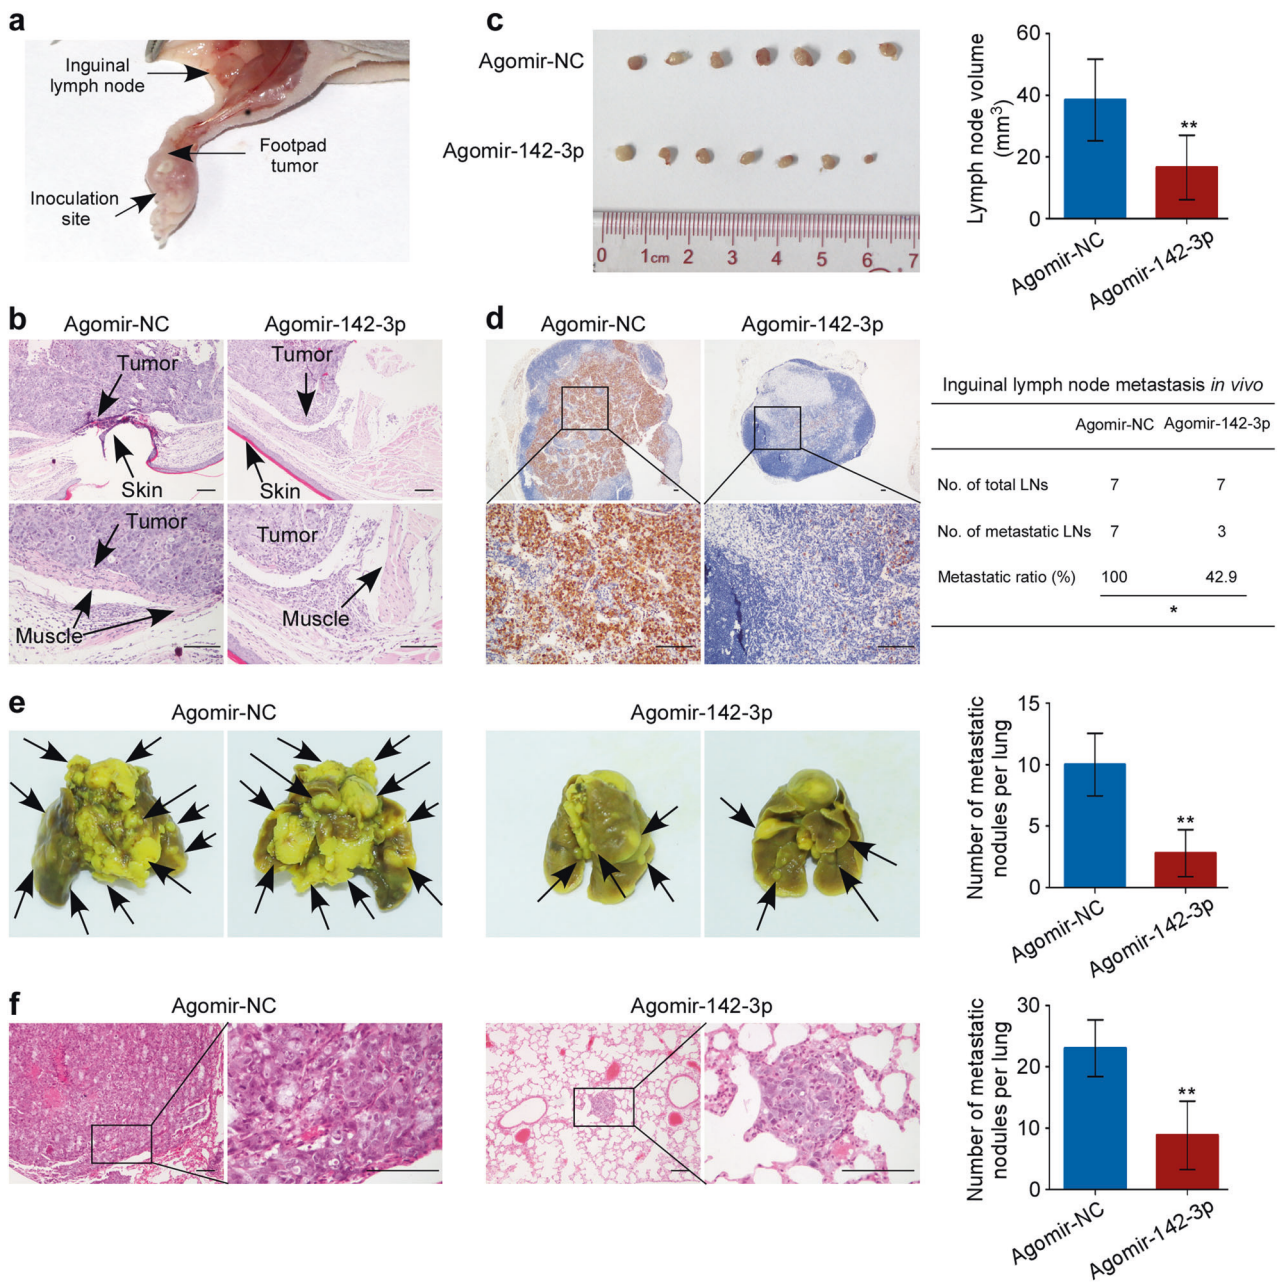 a
Inguinal
lymph node
Footpad
tumor
Inoculation
site
c
Agomir-NC
Agomir-142-3p
0 1cm 2 3 4 5 6 7
Lymph node volume
(mm3)
60
40
20
0
**
Agomir-NC
Agomir-142-3p
b
Agomir-NC
Agomir-142-3p
Tumor
Skin
Tumor
Skin
Tumor
Muscle
Tumor
Muscle
d
Agomir-NC
Agomir-142-3p
Inguinal lymph node metastasis in vivo
Agomir-NC Agomir-142-3p
No. of total LNs 7 7
No. of metastatic LNs 7 3
Metastatic ratio (%) 100 42.9
*
e
Agomir-NC
Agomir-142-3p
Number of metastatic
nodules per lung
15
10
5
0
**
Agomir-NC
Agomir-142-3p
f
Agomir-NC
Agomir-142-3p
Number of metastatic
nodules per lung
30
20
10
0
**
Agomir-NC
Agomir-142-3p